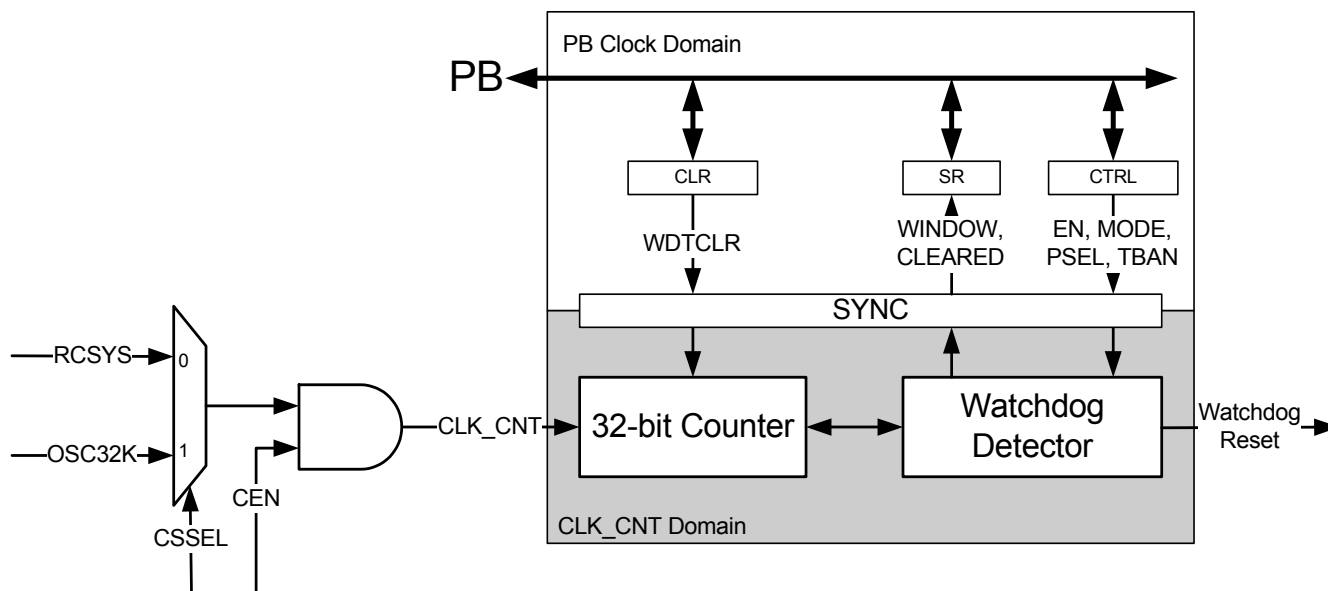 PB Clock Domain
PB
CLR
SR
CTRL
WDTCLR
WINDOW,
CLEARED
EN, MODE,
PSEL, TBAN
SYNC
RCSYS
0
OSC32K
1
CSSEL
CEN
CLK_CNT
32-bit Counter
Watchdog
Detector
Watchdog
Reset
CLK_CNT Domain